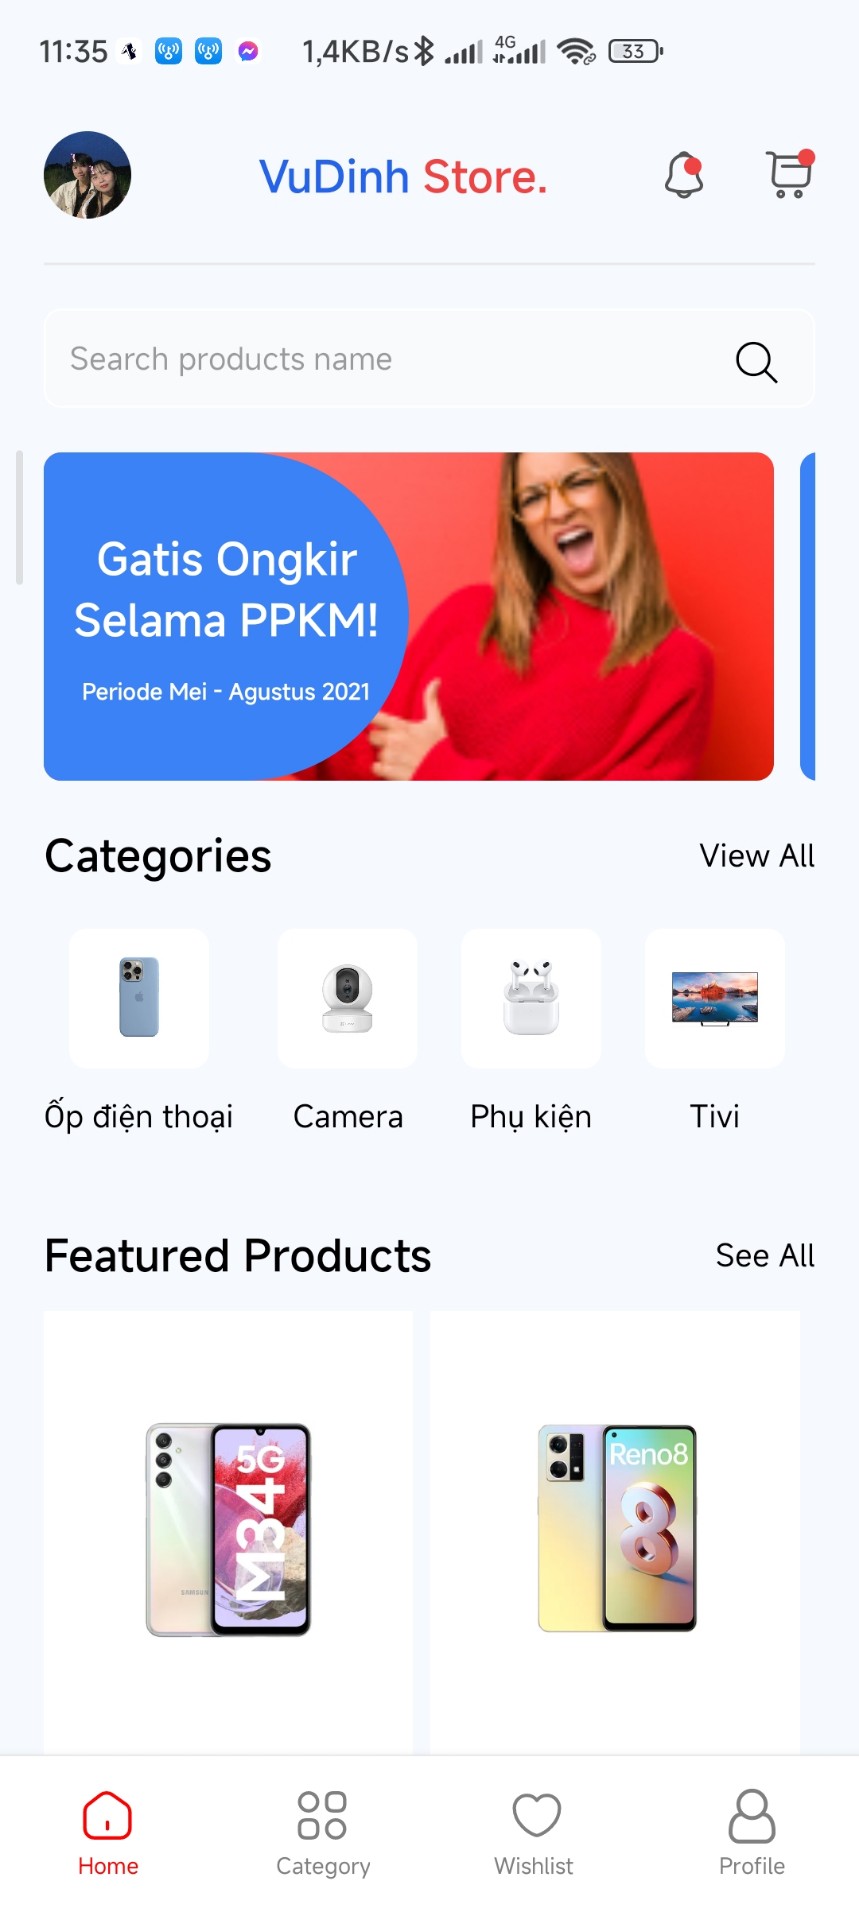 11:35 1,4KB/s 4G 33
VuDinh Store.
Search products name
Gatis Ongkir
Selama PPKM!
Periode Mei - Agustus 2021
Categories View All
Ốp điện thoại Camera Phụ kiện Tivi
Featured Products See All
5G
M34
SAMSUNG
Reno8
8
Home Category Wishlist Profile